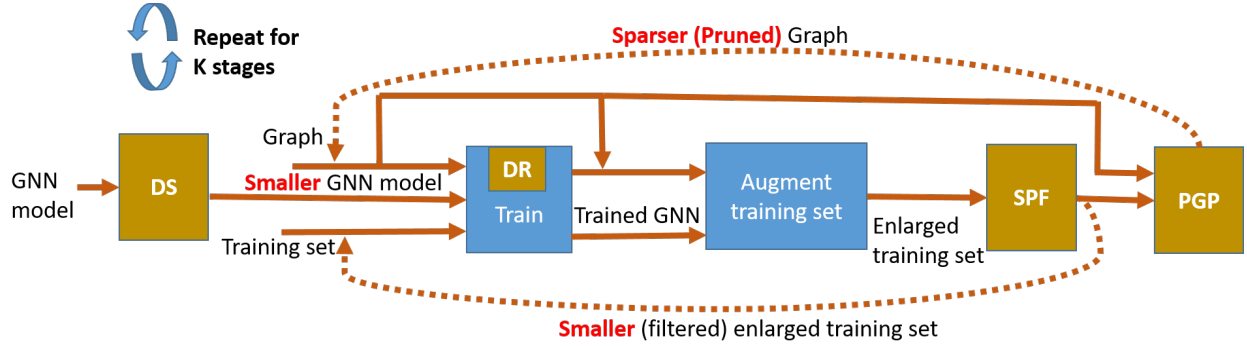 Repeat for
K stages
Sparser (Pruned) Graph
Graph
GNN
model
DS
Smaller GNN model
Training set
DR
Train
Trained GNN
Augment
training set
Enlarged
training set
SPF
PGP
Smaller (filtered) enlarged training set